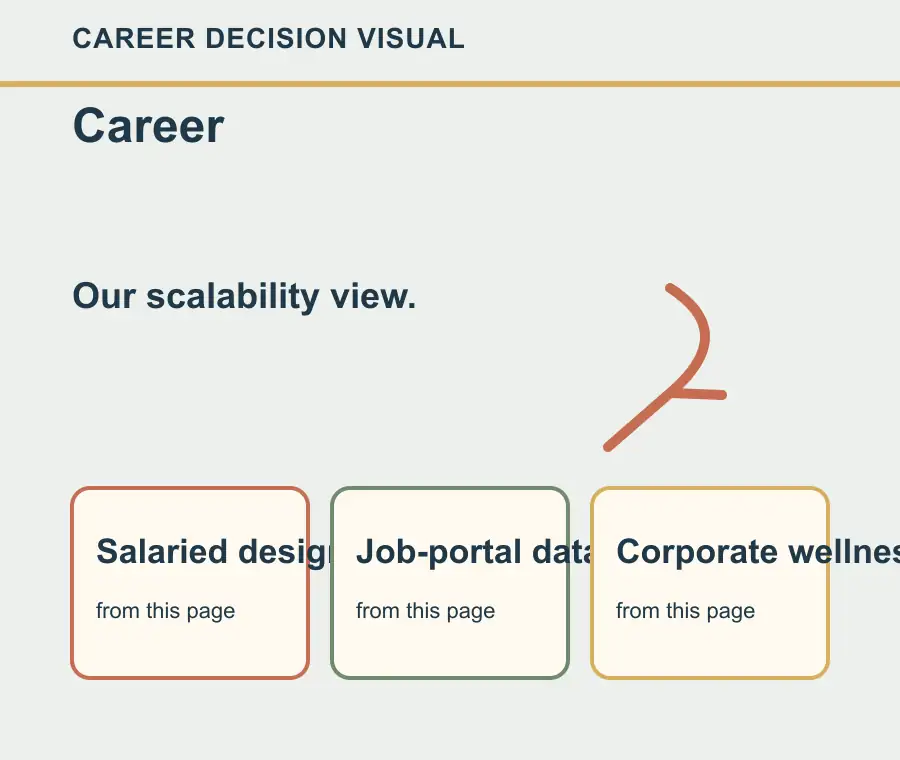 CAREER DECISION VISUAL
Career
Our scalability view.
Salaried design
from this page
Job-portal data
from this page
Corporate wellnes
from this page